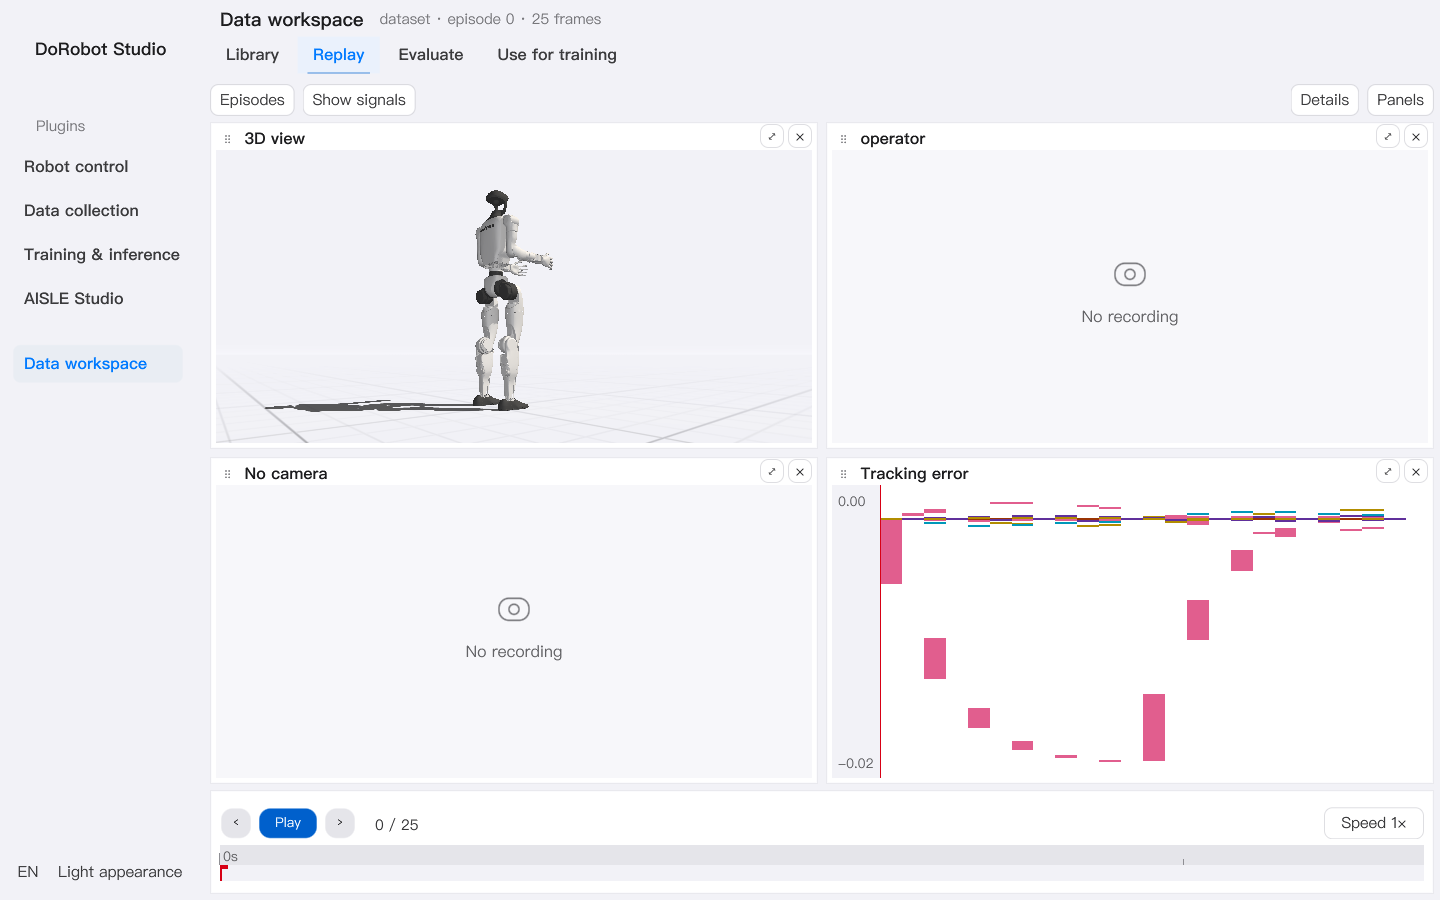 DoRobot Studio
Plugins
Robot control
Data collection
Training & inference
AISLE Studio
Data workspace
EN Light appearance
Data workspace dataset · episode 0 · 25 frames
Library Replay Evaluate Use for training
Episodes Show signals Details Panels
3D view
operator
No recording
No camera
No recording
Tracking error
0.00
−0.02
< Play > 0 / 25 Speed 1×
0s